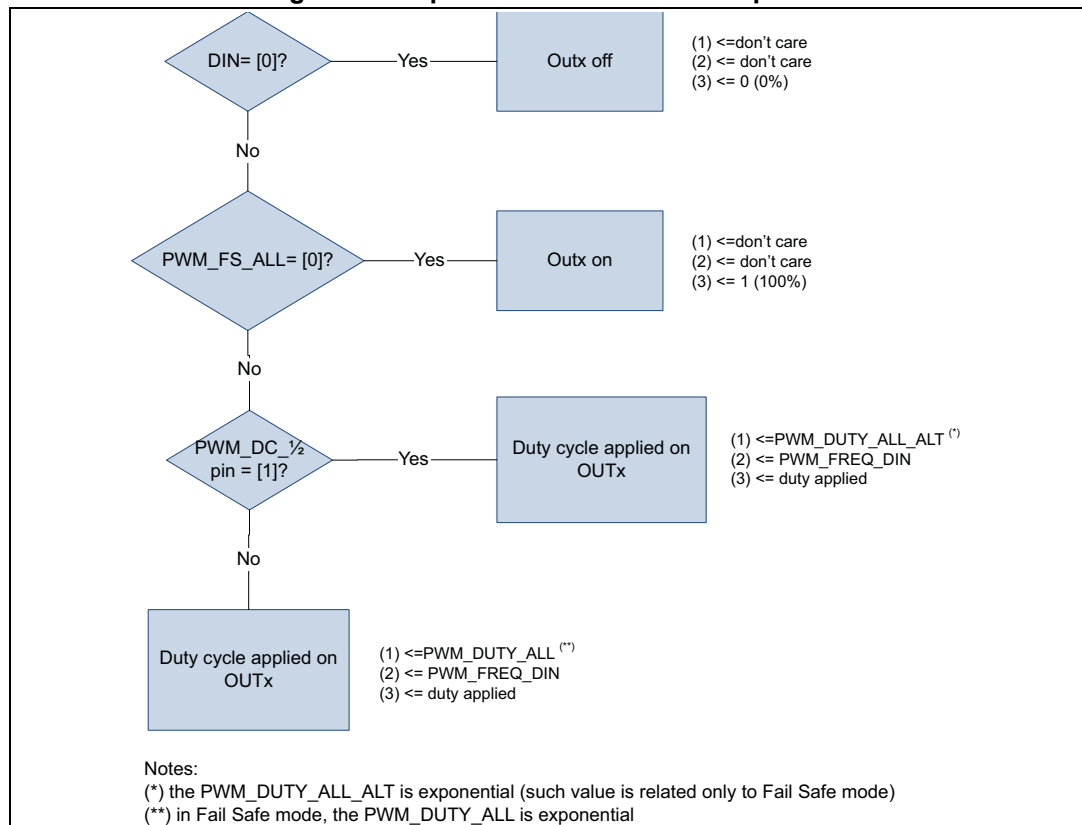 DIN= [0]?
Yes
Outx off
(1) <=don't care
(2) <= don't care
(3) <= 0 (0%)
No
PWM_FS_ALL= [0]?
Yes
Outx on
(1) <=don't care
(2) <= don't care
(3) <= 1 (100%)
No
PWM_DC_½
pin = [1]?
Yes
Duty cycle applied on
OUTx
(1) <=PWM_DUTY_ALL_ALT (*)
(2) <= PWM_FREQ_DIN
(3) <= duty applied
No
Duty cycle applied on
OUTx
(1) <=PWM_DUTY_ALL (**)
(2) <= PWM_FREQ_DIN
(3) <= duty applied
Notes:
(*) the PWM_DUTY_ALL_ALT is exponential (such value is related only to Fail Safe mode)
(**) in Fail Safe mode, the PWM_DUTY_ALL is exponential